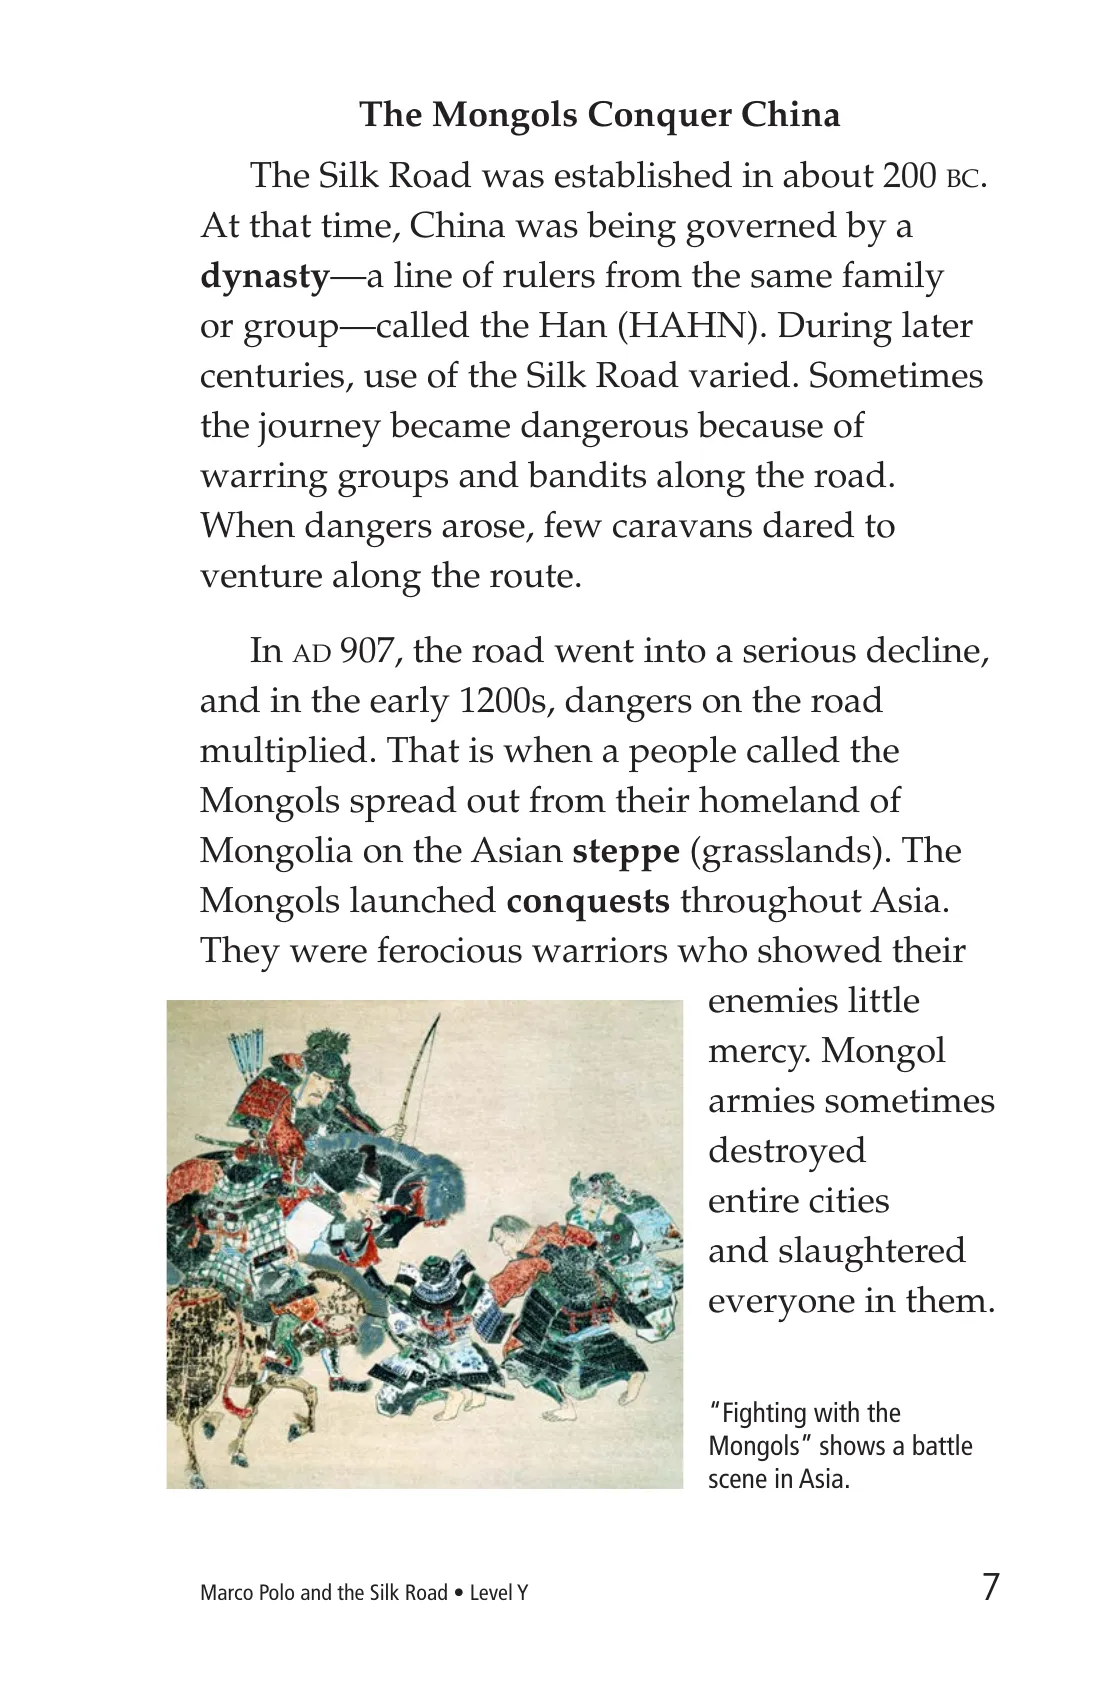 The Mongols Conquer China
The Silk Road was established in about 200 BC.
At that time, China was being governed by a
dynasty—a line of rulers from the same family
or group—called the Han (HAHN). During later
centuries, use of the Silk Road varied. Sometimes
the journey became dangerous because of
warring groups and bandits along the road.
When dangers arose, few caravans dared to
venture along the route.
In AD 907, the road went into a serious decline,
and in the early 1200s, dangers on the road
multiplied. That is when a people called the
Mongols spread out from their homeland of
Mongolia on the Asian steppe (grasslands). The
Mongols launched conquests throughout Asia.
They were ferocious warriors who showed their
enemies little
mercy. Mongol
armies sometimes
destroyed
entire cities
and slaughtered
everyone in them.
“Fighting with the
Mongols” shows a battle
scene in Asia.
Marco Polo and the Silk Road • Level Y
7